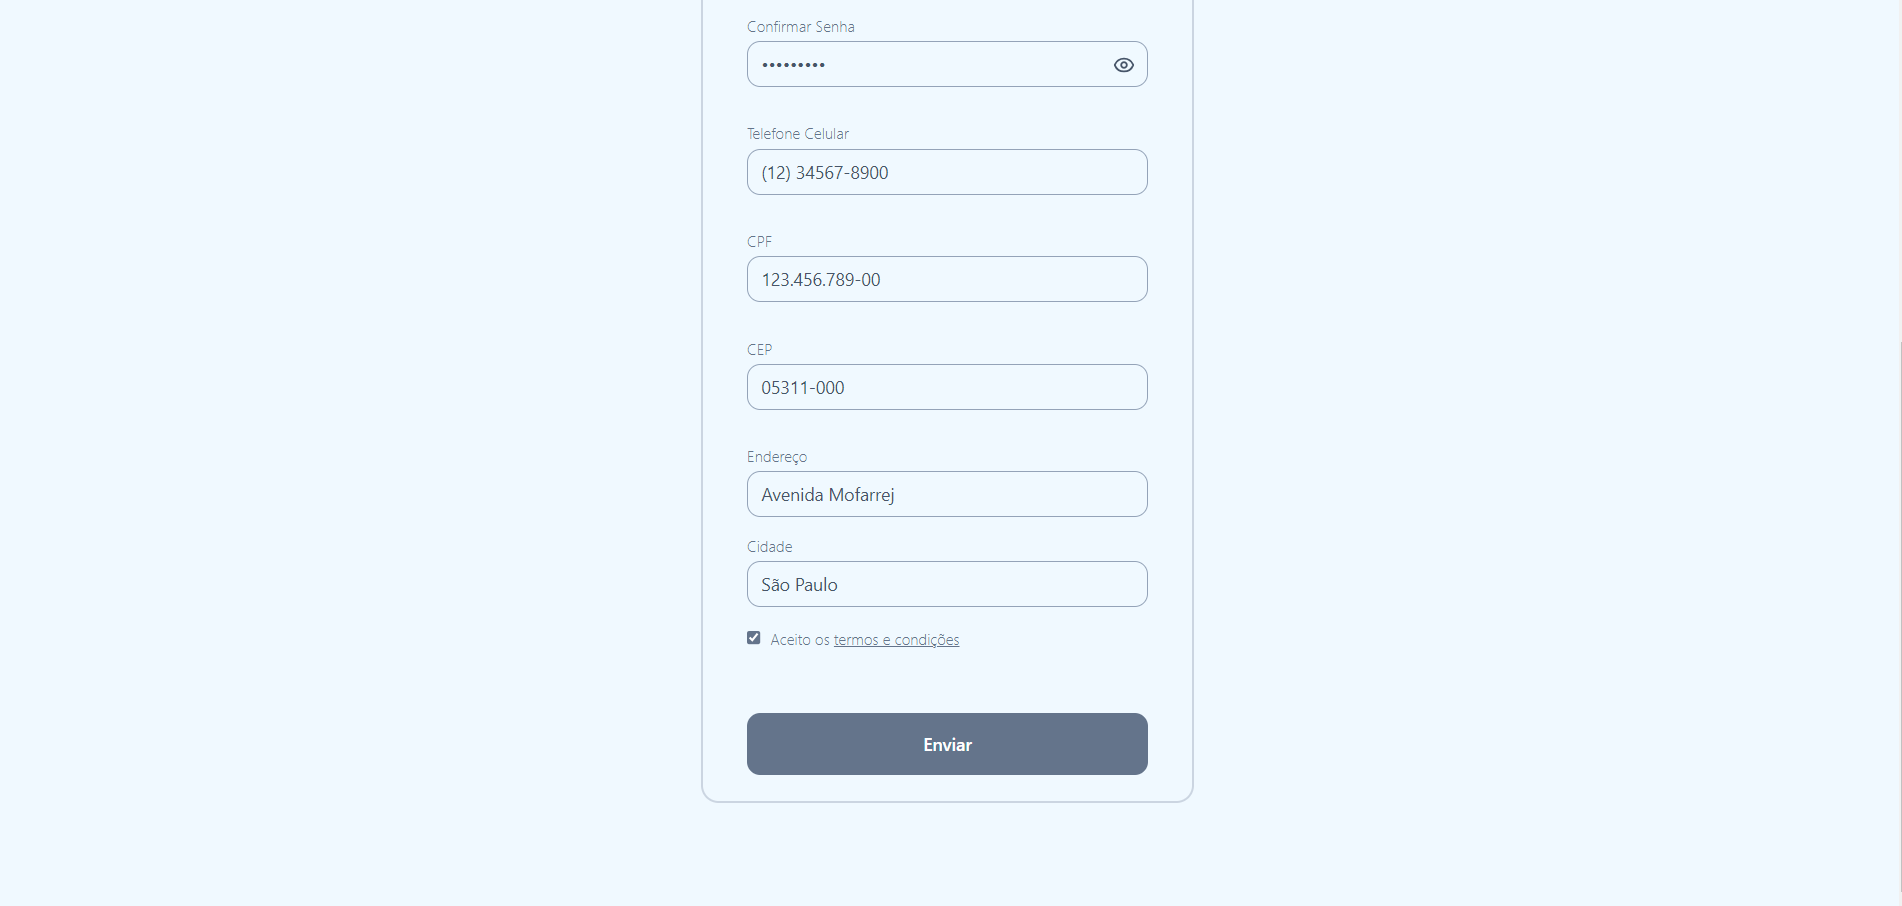 Confirmar Senha
•••••••••
Telefone Celular
(12) 34567-8900
CPF
123.456.789-00
CEP
05311-000
Endereço
Avenida Mofarrej
Cidade
São Paulo
Aceito os termos e condições
Enviar